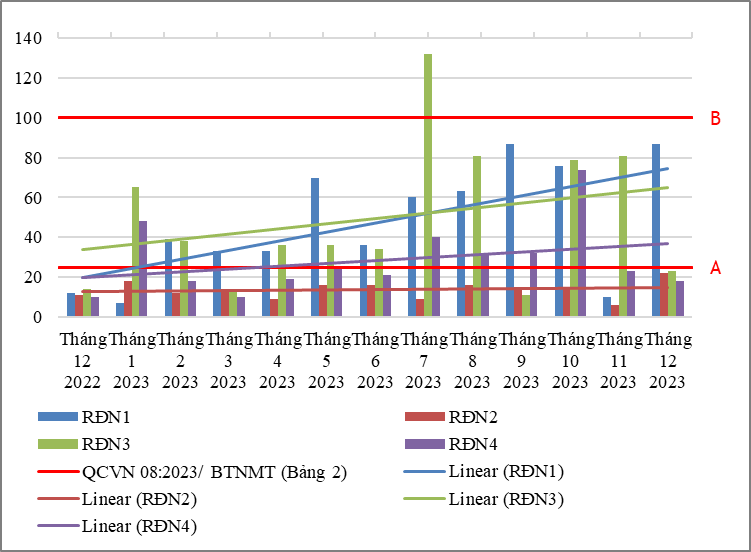 140
120
100
B
80
60
40
A
20
0
Tháng Tháng Tháng Tháng Tháng Tháng Tháng Tháng Tháng Tháng Tháng Tháng Tháng
12 1 2 3 4 5 6 7 8 9 10 11 12
2022 2023 2023 2023 2023 2023 2023 2023 2023 2023 2023 2023 2023
RĐN1 RĐN2
RĐN3 RĐN4
QCVN 08:2023/ BTNMT (Bảng 2) Linear (RĐN1)
Linear (RĐN2) Linear (RĐN3)
Linear (RĐN4)